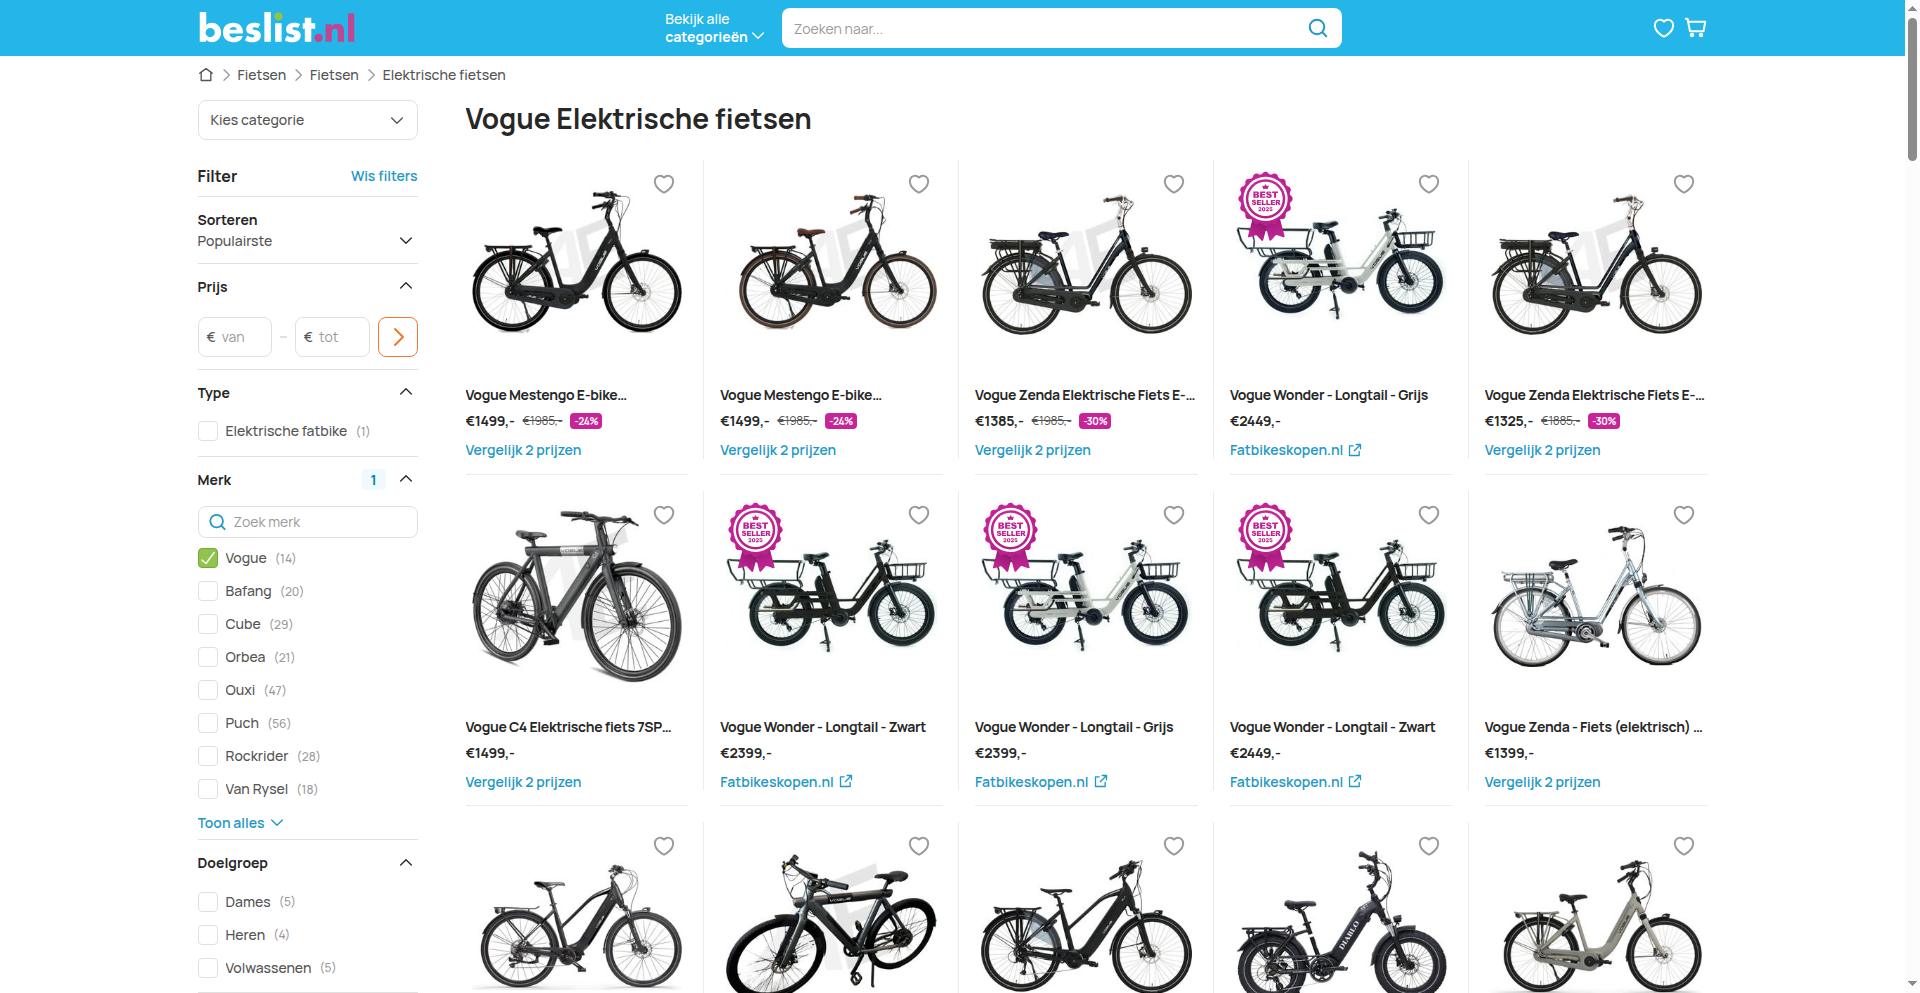 beslist.nl
Bekijk alle
categorieën
Zoeken naar...
Fietsen
Fietsen
Elektrische fietsen
Kies categorie
Vogue Elektrische fietsen
Filter
Wis filters
Sorteren
Populairste
Prijs
€ van
–
€ tot
Type
Elektrische fatbike (1)
Merk
1
Zoek merk
Vogue (14)
Bafang (20)
Cube (29)
Orbea (21)
Ouxi (47)
Puch (56)
Rockrider (28)
Van Rysel (18)
Toon alles
Doelgroep
Dames (5)
Heren (4)
Volwassenen (5)
Vogue Mestengo E-bike...
€1499,- €1985,- -24%
Vergelijk 2 prijzen
Vogue Mestengo E-bike...
€1499,- €1985,- -24%
Vergelijk 2 prijzen
Vogue Zenda Elektrische Fiets E-...
€1385,- €1985,- -30%
Vergelijk 2 prijzen
BEST
SELLER
2025
Vogue Wonder - Longtail - Grijs
€2449,-
Fatbikeskopen.nl
Vogue Zenda Elektrische Fiets E-...
€1325,- €1885,- -30%
Vergelijk 2 prijzen
VOGUE
Vogue C4 Elektrische fiets 7SP...
€1499,-
Vergelijk 2 prijzen
BEST
SELLER
2025
Vogue Wonder - Longtail - Zwart
€2399,-
Fatbikeskopen.nl
BEST
SELLER
2025
Vogue Wonder - Longtail - Grijs
€2399,-
Fatbikeskopen.nl
BEST
SELLER
2025
Vogue Wonder - Longtail - Zwart
€2449,-
Fatbikeskopen.nl
Vogue Zenda - Fiets (elektrisch) ...
€1399,-
Vergelijk 2 prijzen
VOGUE
DIABLO